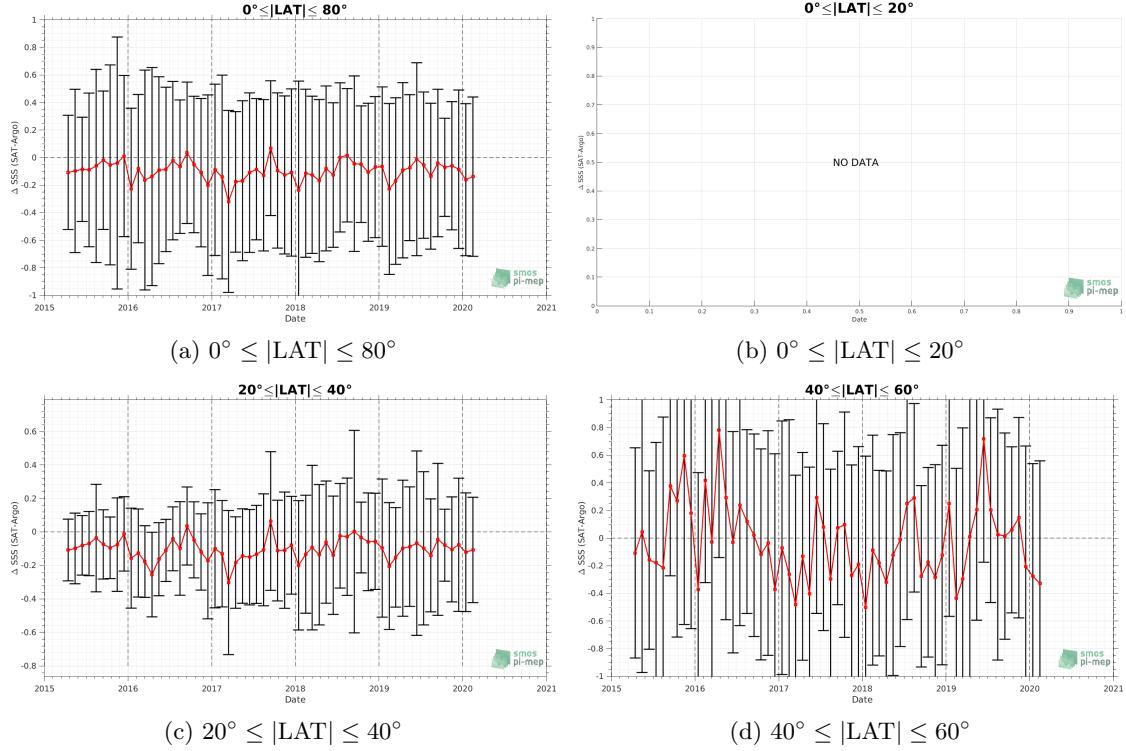 0°≤|LAT|≤ 80°
1
0.8
0.6
0.4
0.2
0
-0.2
-0.4
-0.6
-0.8
-1
Δ SSS (SAT-Argo)
2015 2016 2017 2018 2019 2020 2021
Date
smos
pi-mep
(a) 0° ≤ |LAT| ≤ 80°
0°≤|LAT|≤ 20°
1
0.9
0.8
0.7
0.6
0.5
0.4
0.3
0.2
0.1
0
Δ SSS (SAT-Argo)
NO DATA
0 0.1 0.2 0.3 0.4 0.5 0.6 0.7 0.8 0.9 1
Date
smos
pi-mep
(b) 0° ≤ |LAT| ≤ 20°
20°≤|LAT|≤ 40°
0.6
0.4
0.2
0
-0.2
-0.4
-0.6
-0.8
Δ SSS (SAT-Argo)
2015 2016 2017 2018 2019 2020 2021
Date
smos
pi-mep
(c) 20° ≤ |LAT| ≤ 40°
40°≤|LAT|≤ 60°
1
0.8
0.6
0.4
0.2
0
-0.2
-0.4
-0.6
-0.8
-1
Δ SSS (SAT-Argo)
2015 2016 2017 2018 2019 2020 2021
Date
smos
pi-mep
(d) 40° ≤ |LAT| ≤ 60°